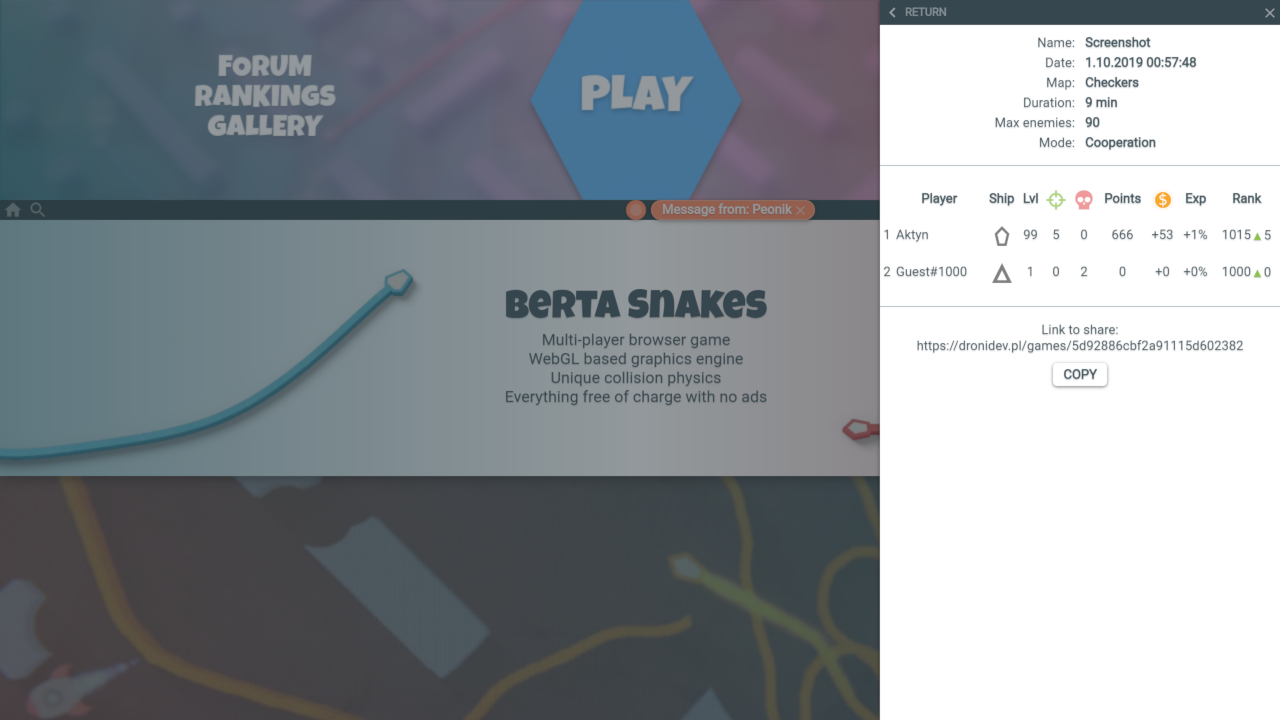 FORUM
RANKINGS
GALLERY
PLAY
Message from: Peonik
BERTA SNAKES
Multi-player browser game
WebGL based graphics engine
Unique collision physics
Everything free of charge with no ads
RETURN
Name: Screenshot
Date: 1.10.2019 00:57:48
Map: Checkers
Duration: 9 min
Max enemies: 90
Mode: Cooperation
Player Ship Lvl Points $ Exp Rank
1 Aktyn 99 5 0 666 +53 +1% 1015 ▲ 5
2 Guest#1000 1 0 2 0 +0 +0% 1000 ▲ 0
Link to share:
https://dronidev.pl/games/5d92886cbf2a91115d602382
COPY